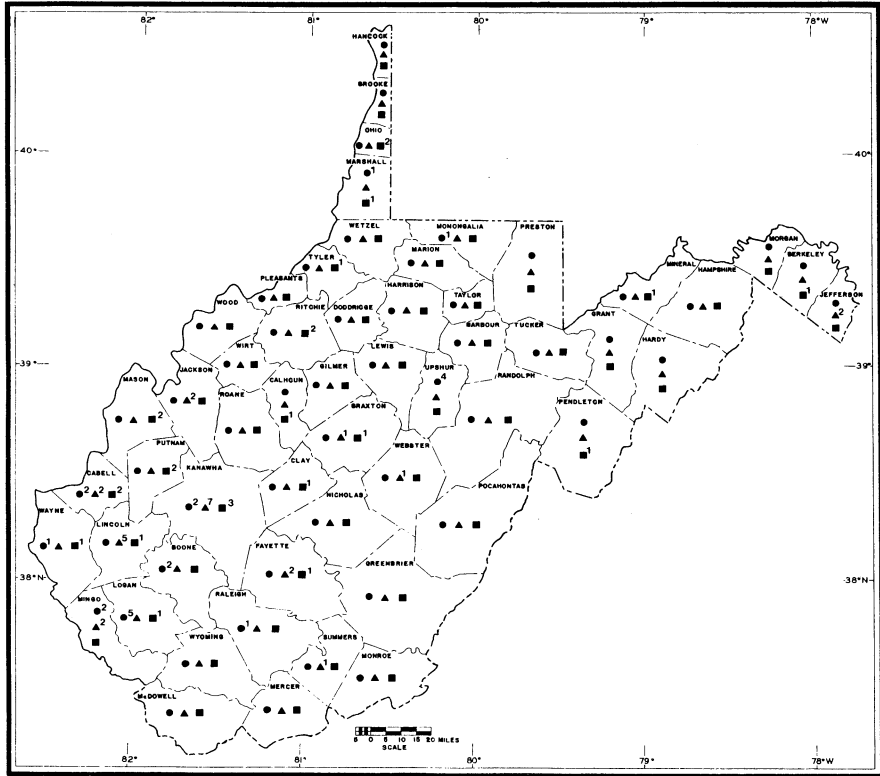 82° 81 80 79 78°W
HANCOCK
BROOKE
OHIO
2
40° 40°
MARSHALL
1
1
WETZEL MONONGALIA PRESTON
1
MARION
MORGAN
BERKELEY
1
TYLER
MINERAL HAMPSHIRE
1
JEFFERSON
2
PLEASANTS
HARRISON
WOOD RITCHIE DODDRIDGE TAYLOR GRANT
2
BARBOUR TUCKER
HARDY
WIRT LEWIS
39° 39°
JACKSON CALHOUN GILMER UPSHUR
2 1 4
MASON ROANE RANDOLPH
2
BRAXTON PENDLETON
1 1 1
PUTNAM WEBSTER
2 1
CABELL KANAWHA CLAY
2 2 2 2 7 3 1
POCAHONTAS
NICHOLAS
WAYNE LINCOLN
1 1 5 1
BOONE FAYETTE
2 2 1
GREENBRIER
38°N 38°
LOGAN
5 1
MINGO RALEIGH
2 1
2
WYOMING SUMMERS
1
MONROE
McDOWELL MERCER
5 0 5 10 15 20 MILES
SCALE
82° 81 80 79 78°W